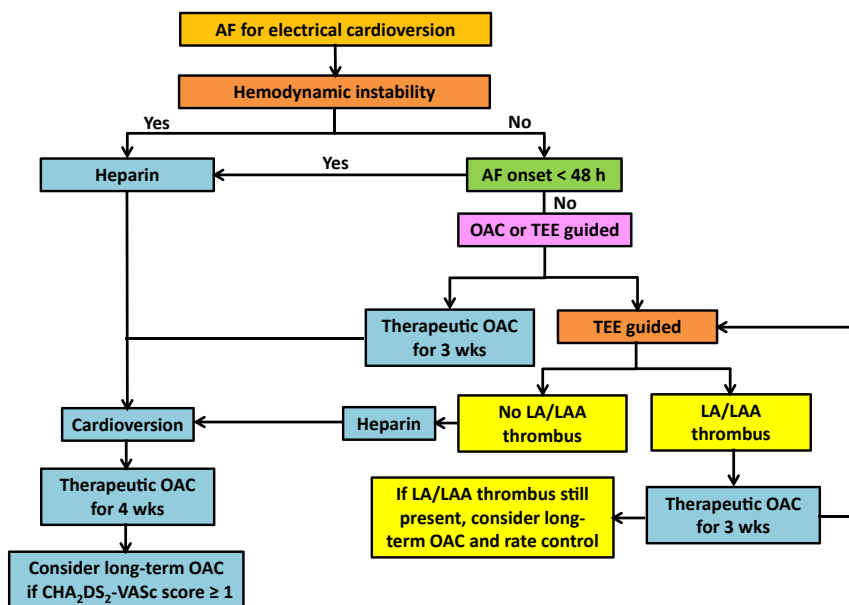 AF for electrical cardioversion
Hemodynamic instability
Yes
No
Heparin
Yes
AF onset < 48 h
No
OAC or TEE guided
Therapeutic OAC
for 3 wks
TEE guided
Cardioversion
Heparin
No LA/LAA
thrombus
LA/LAA
thrombus
Therapeutic OAC
for 4 wks
If LA/LAA thrombus still
present, consider long-
term OAC and rate control
Therapeutic OAC
for 3 wks
Consider long-term OAC
if CHA₂DS₂-VASc score ≥ 1